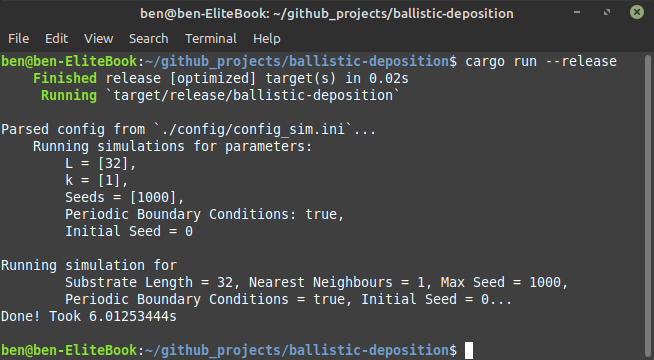 ben@ben-EliteBook: ~/github_projects/ballistic-deposition
File Edit View Search Terminal Help
ben@ben-EliteBook:~/github_projects/ballistic-deposition$ cargo run --release
    Finished release [optimized] target(s) in 0.02s
     Running `target/release/ballistic-deposition`

Parsed config from `./config/config_sim.ini`...
    Running simulations for parameters:
        L = [32],
        k = [1],
        Seeds = [1000],
        Periodic Boundary Conditions: true,
        Initial Seed = 0

Running simulation for
        Substrate Length = 32, Nearest Neighbours = 1, Max Seed = 1000,
        Periodic Boundary Conditions = true, Initial Seed = 0...
Done! Took 6.01253444s

ben@ben-EliteBook:~/github_projects/ballistic-deposition$